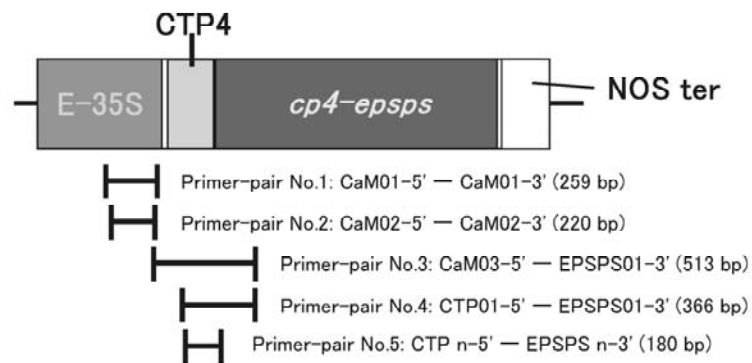 CTP4
E-35S
cp4-epsps
NOS ter
Primer-pair No.1: CaM01-5' — CaM01-3' (259 bp)
Primer-pair No.2: CaM02-5' — CaM02-3' (220 bp)
Primer-pair No.3: CaM03-5' — EPSPS01-3' (513 bp)
Primer-pair No.4: CTP01-5' — EPSPS01-3' (366 bp)
Primer-pair No.5: CTP n-5' — EPSPS n-3' (180 bp)